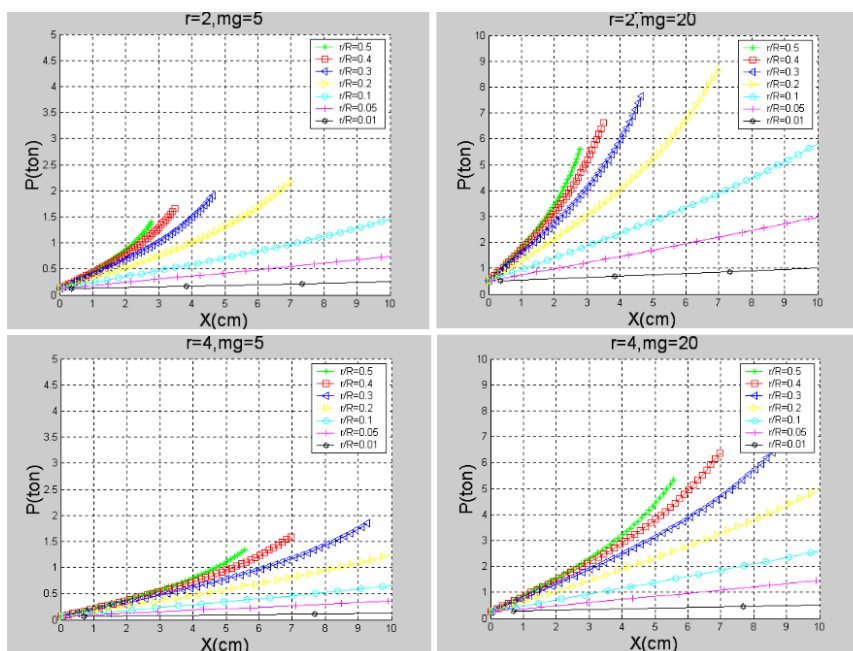 r=2,mg=5
P(ton)
5
4.5
4
3.5
3
2.5
2
1.5
1
0.5
0
0 1 2 3 4 5 6 7 8 9 10
X(cm)
r/R=0.5
r/R=0.4
r/R=0.3
r/R=0.2
r/R=0.1
r/R=0.05
r/R=0.01
r=2,mg=20
P(ton)
10
9
8
7
6
5
4
3
2
1
0
0 1 2 3 4 5 6 7 8 9 10
X(cm)
r/R=0.5
r/R=0.4
r/R=0.3
r/R=0.2
r/R=0.1
r/R=0.05
r/R=0.01
r=4,mg=5
P(ton)
5
4.5
4
3.5
3
2.5
2
1.5
1
0.5
0
0 1 2 3 4 5 6 7 8 9 10
X(cm)
r/R=0.5
r/R=0.4
r/R=0.3
r/R=0.2
r/R=0.1
r/R=0.05
r/R=0.01
r=4,mg=20
P(ton)
10
9
8
7
6
5
4
3
2
1
0
0 1 2 3 4 5 6 7 8 9 10
X(cm)
r/R=0.5
r/R=0.4
r/R=0.3
r/R=0.2
r/R=0.1
r/R=0.05
r/R=0.01